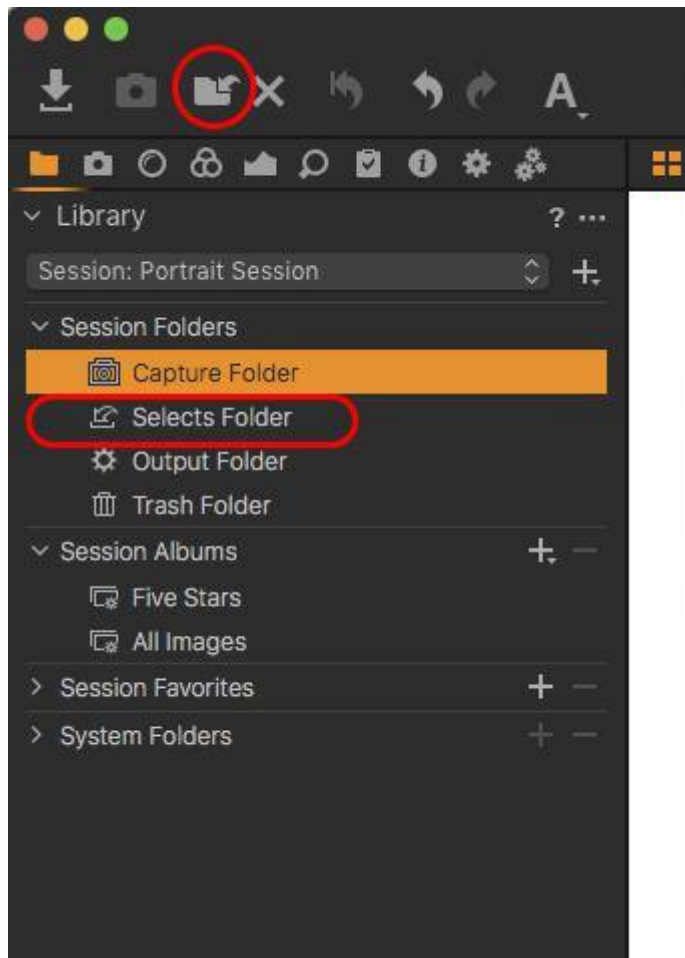 A
Library ? ...
Session: Portrait Session
Session Folders
Capture Folder
Selects Folder
Output Folder
Trash Folder
Session Albums
Five Stars
All Images
Session Favorites
System Folders